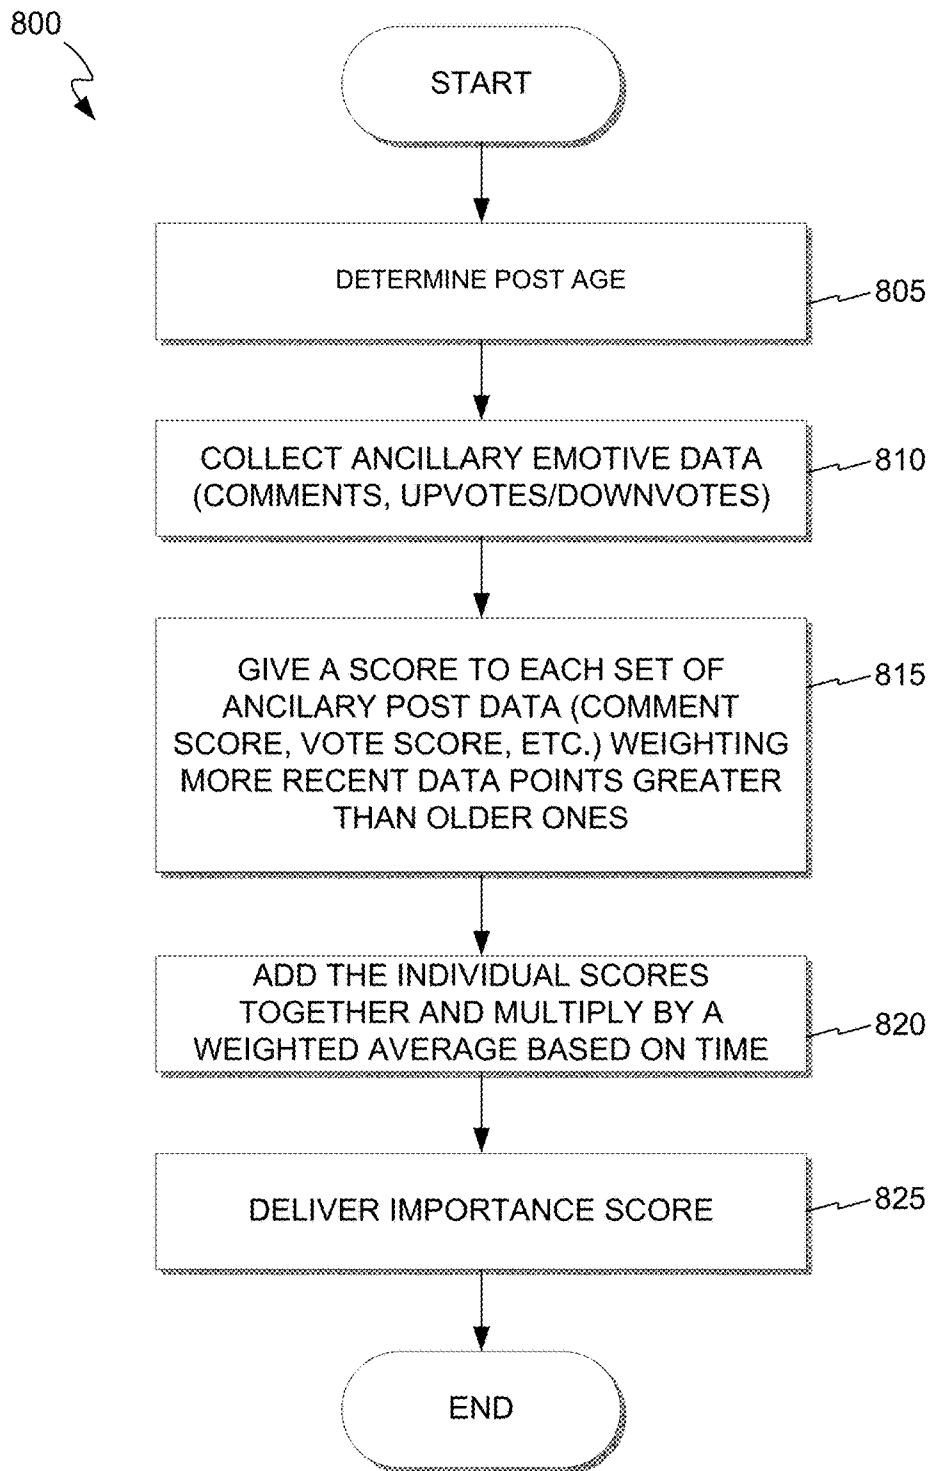 800
START
DETERMINE POST AGE
805
COLLECT ANCILLARY EMOTIVE DATA
(COMMENTS, UPVOTES/DOWNVOTES)
810
GIVE A SCORE TO EACH SET OF
ANCILARY POST DATA (COMMENT
SCORE, VOTE SCORE, ETC.) WEIGHTING
MORE RECENT DATA POINTS GREATER
THAN OLDER ONES
815
ADD THE INDIVIDUAL SCORES
TOGETHER AND MULTIPLY BY A
WEIGHTED AVERAGE BASED ON TIME
820
DELIVER IMPORTANCE SCORE
825
END